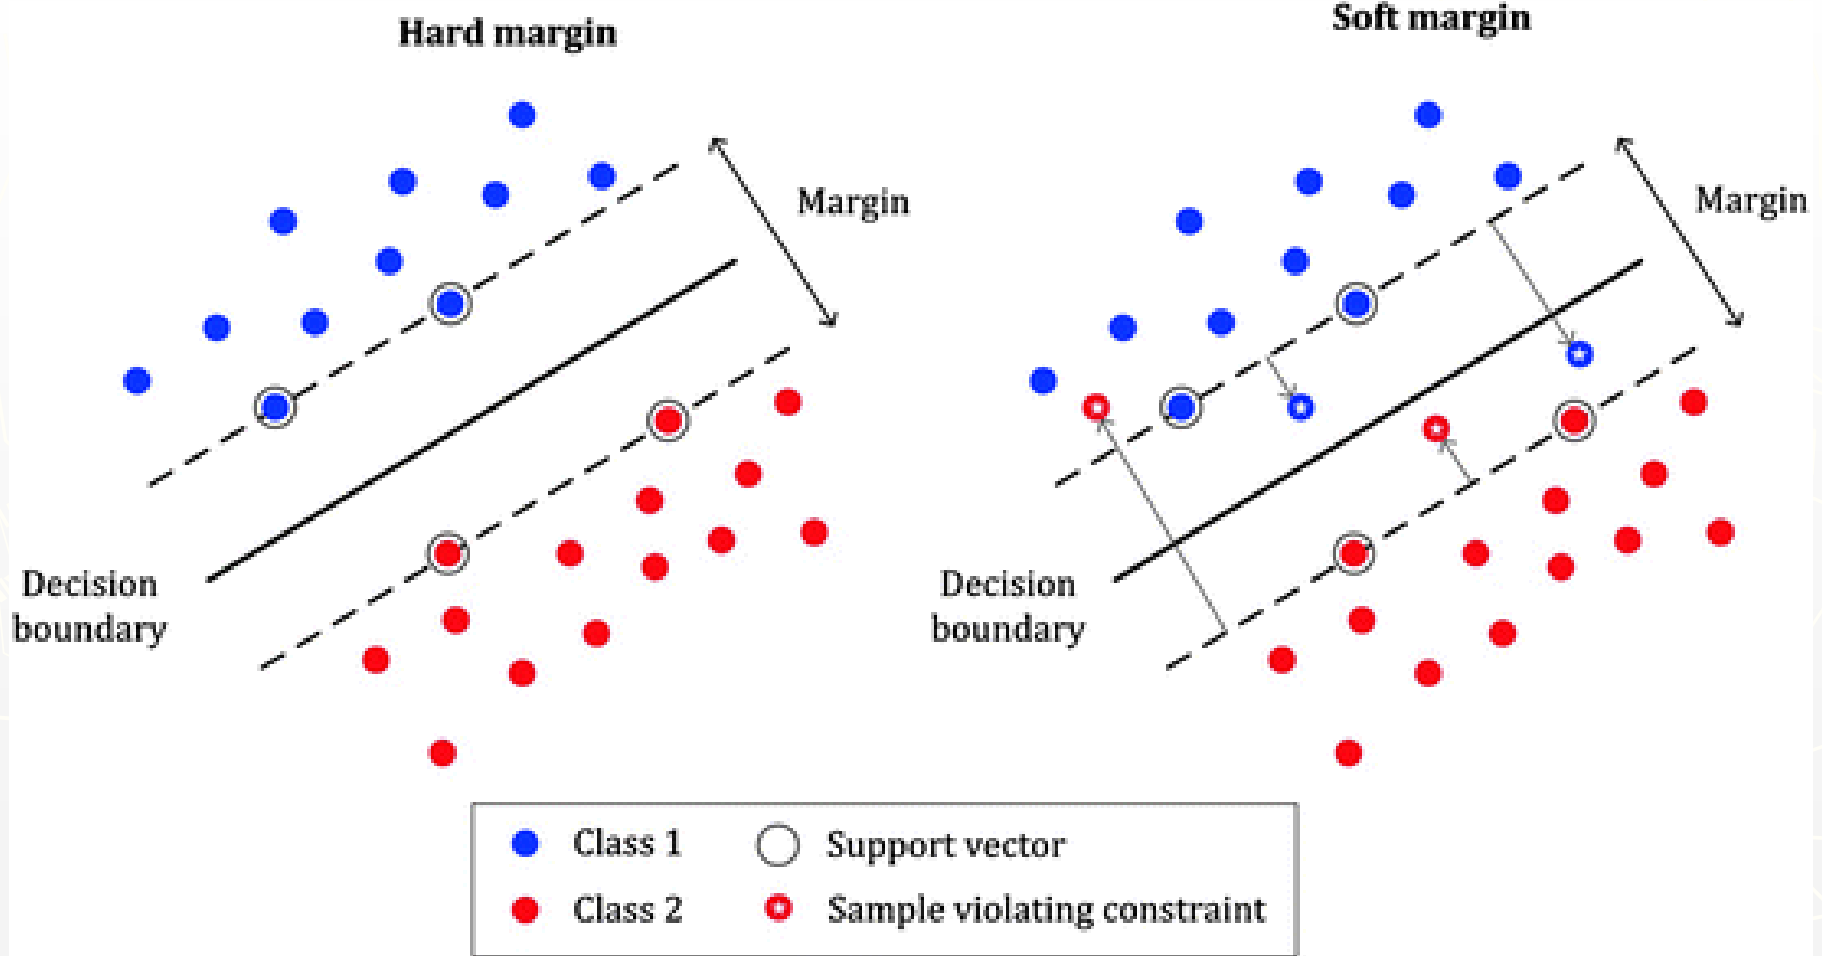 Hard margin
Margin
Decision
boundary
Soft margin
Margin
Decision
boundary
Class 1
Support vector
Class 2
Sample violating constraint